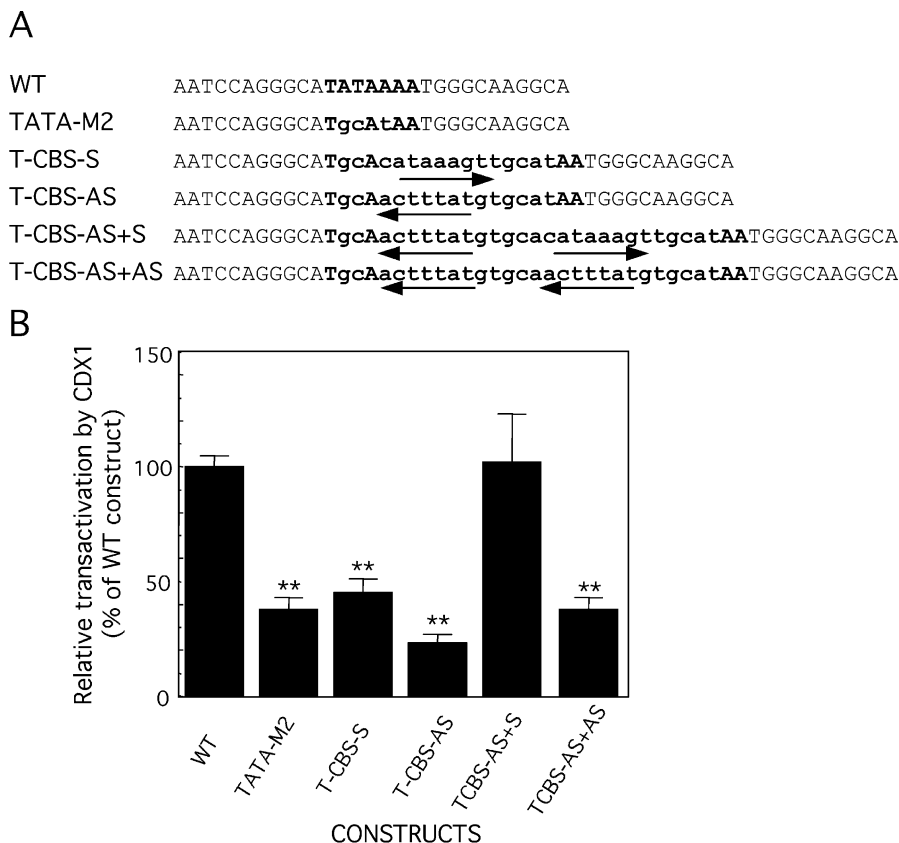 A
WT AATCCAGGGCATATAAAATGGGCAAGGCA
TATA-M2 AATCCAGGGCATgcAtAATGGGCAAGGCA
T-CBS-S AATCCAGGGCATgcAcataaagttgcatAATGGGCAAGGCA
T-CBS-AS AATCCAGGGCATgcAactttatgtgcatAATGGGCAAGGCA
T-CBS-AS+S AATCCAGGGCATgcAactttatgtgcacataaagttgcatAATGGGCAAGGCA
T-CBS-AS+AS AATCCAGGGCATgcAactttatgtgcaactttatgtgcatAATGGGCAAGGCA
B
Relative transactivation by CDX1
(% of WT construct)
150
100
50
0
** ** ** **
WT TATA-M2 T-CBS-S T-CBS-AS TCBS-AS+S TCBS-AS+AS
CONSTRUCTS